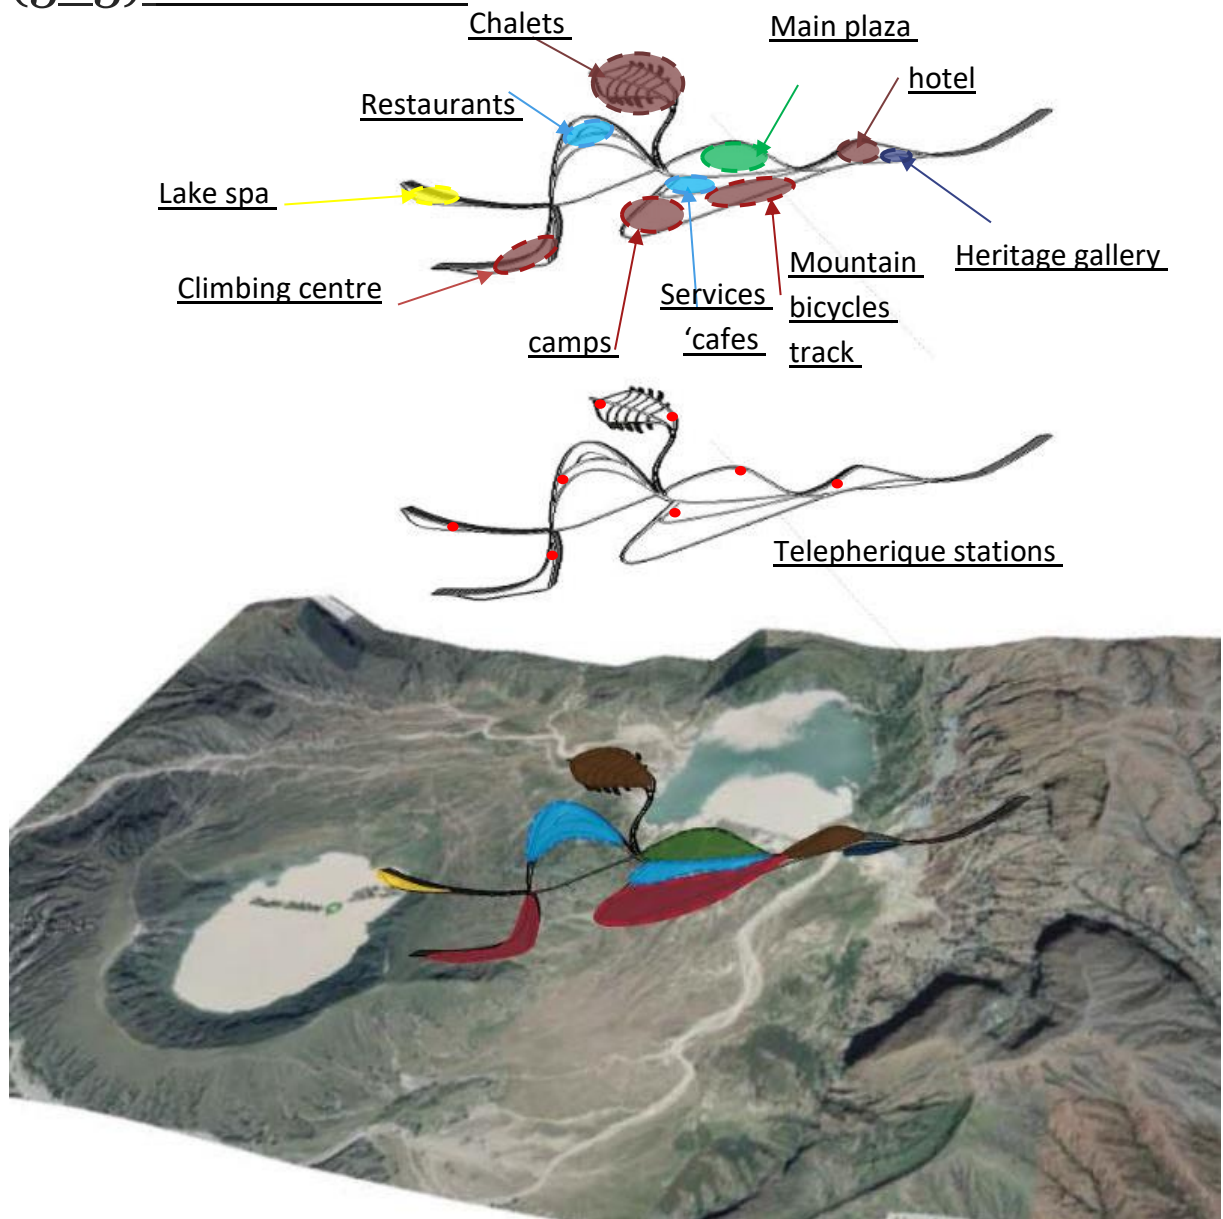 Chalets
Main plaza
hotel
Restaurants
Lake spa
Heritage gallery
Climbing centre
Mountain
bicycles
track
Services
‘cafes
camps
Telepherique stations